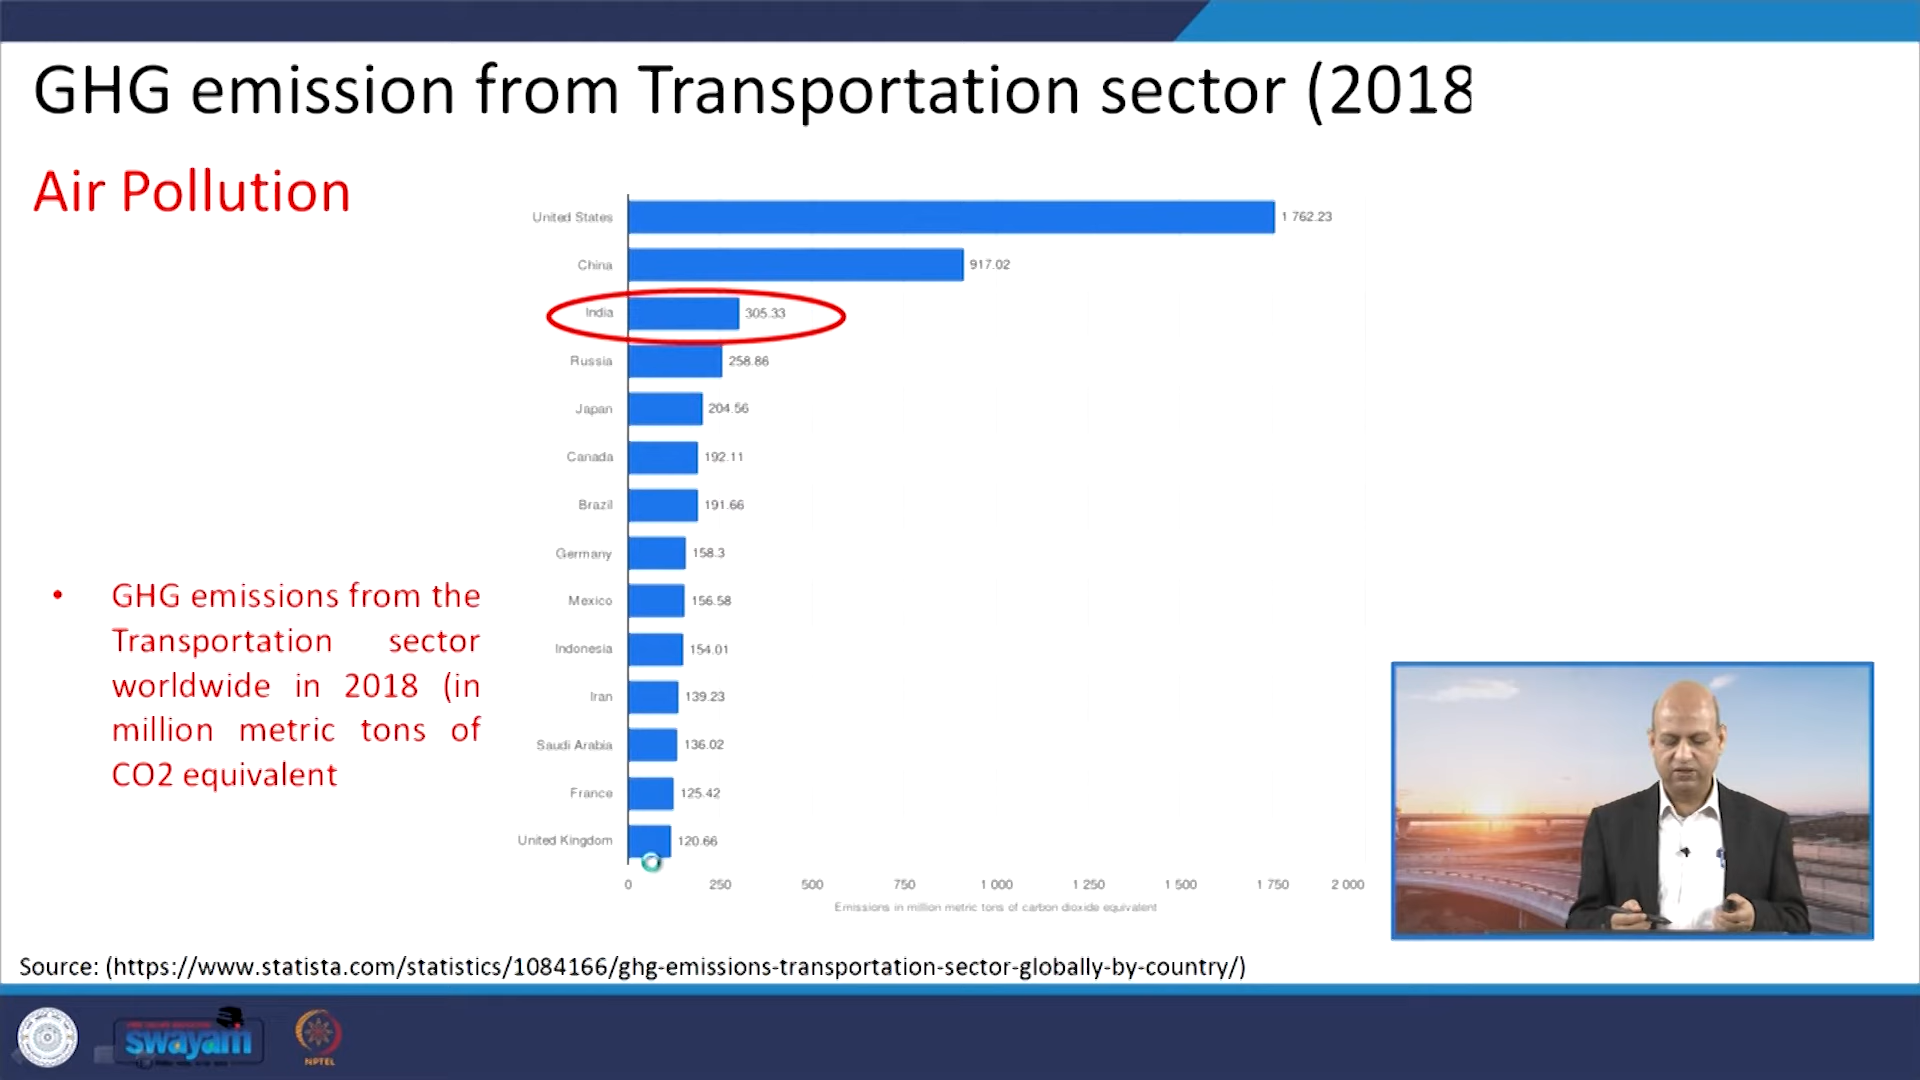 GHG emission from Transportation sector (2018
Air Pollution
United States 1 762.23
China 917.02
India 305.33
Russia 258.86
Japan 204.56
Canada 192.11
Brazil 191.66
Germany 158.3
Mexico 156.58
Indonesia 154.01
Iran 139.23
Saudi Arabia 136.02
France 125.42
United Kingdom 120.66
0 250 500 750 1 000 1 250 1 500 1 750 2 000
Emissions in million metric tons of carbon dioxide equivalent
• GHG emissions from the
Transportation sector
worldwide in 2018 (in
million metric tons of
CO2 equivalent
Source: (https://www.statista.com/statistics/1084166/ghg-emissions-transportation-sector-globally-by-country/)
swayam
NPTEL